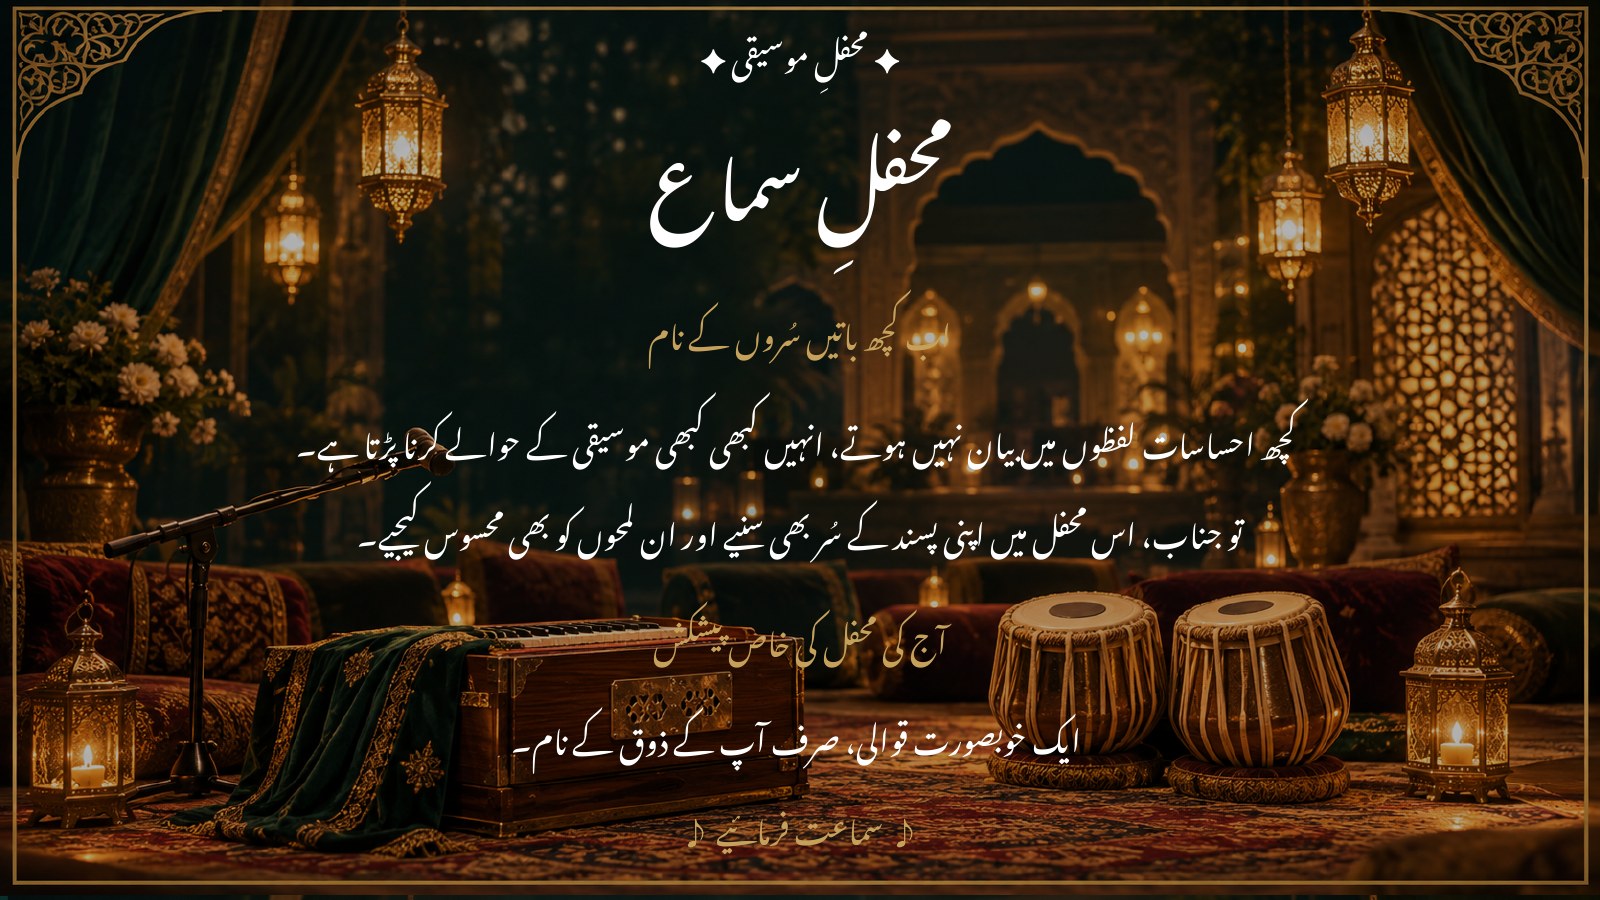 ✦ محفلِ موسیقی ✦
محفلِ سماع
اب کچھ باتیں سُروں کے نام
کچھ احساسات لفظوں میں بیان نہیں ہوتے، انہیں کبھی کبھی موسیقی کے حوالے کرنا پڑتا ہے۔
تو جناب، اس محفل میں اپنی پسند کے سُر بھی سنیے اور ان لمحوں کو بھی محسوس کیجیے۔
آج کی محفل کی خاص پیشکش
ایک خوبصورت قوالی، صرف آپ کے ذوق کے نام۔
♪ سماعت فرمائیے ♪